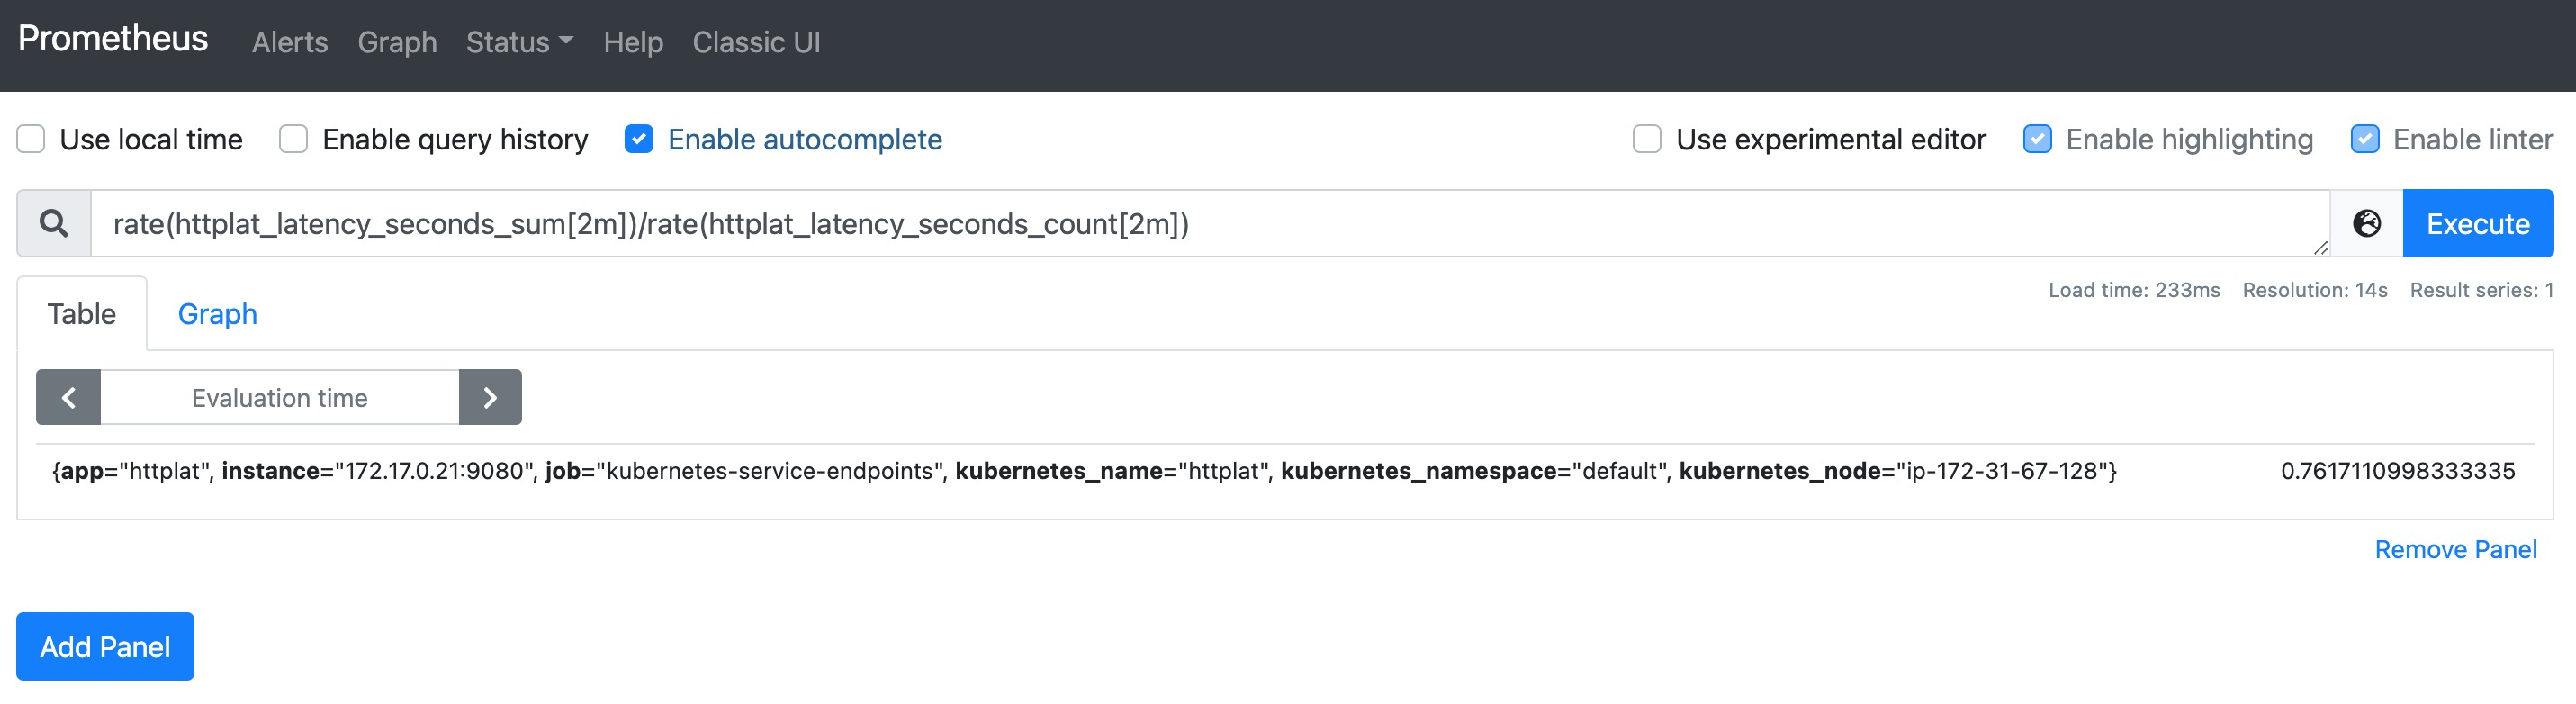 Prometheus Alerts Graph Status Help Classic UI
Use local time Enable query history Enable autocomplete Use experimental editor Enable highlighting Enable linter
rate(httplat_latency_seconds_sum[2m])/rate(httplat_latency_seconds_count[2m]) Execute
Table Graph Load time: 233ms Resolution: 14s Result series: 1
Evaluation time
{app="httplat", instance="172.17.0.21:9080", job="kubernetes-service-endpoints", kubernetes_name="httplat", kubernetes_namespace="default", kubernetes_node="ip-172-31-67-128"} 0.7617110998333335
Remove Panel
Add Panel